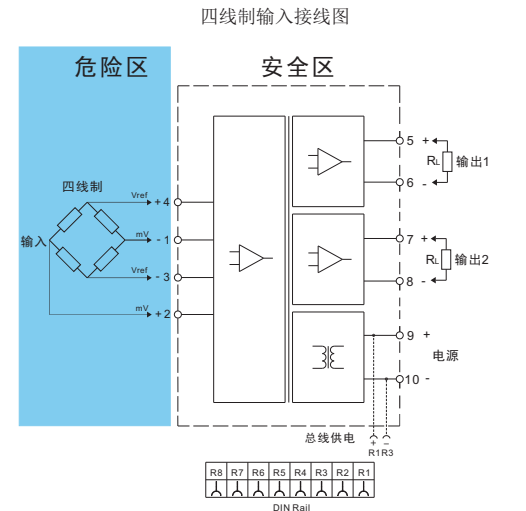 四线制输入接线图
危险区
安全区
四线制
输入
Vref
+4
mV
- 1
Vref
- 3
mV
+2
5 +
RL
输出1
6 -
7 +
RL
输出2
8 -
9 +
电源
10 -
总线供电
+ −
R1 R3
R8 R7 R6 R5 R4 R3 R2 R1
DIN Rail